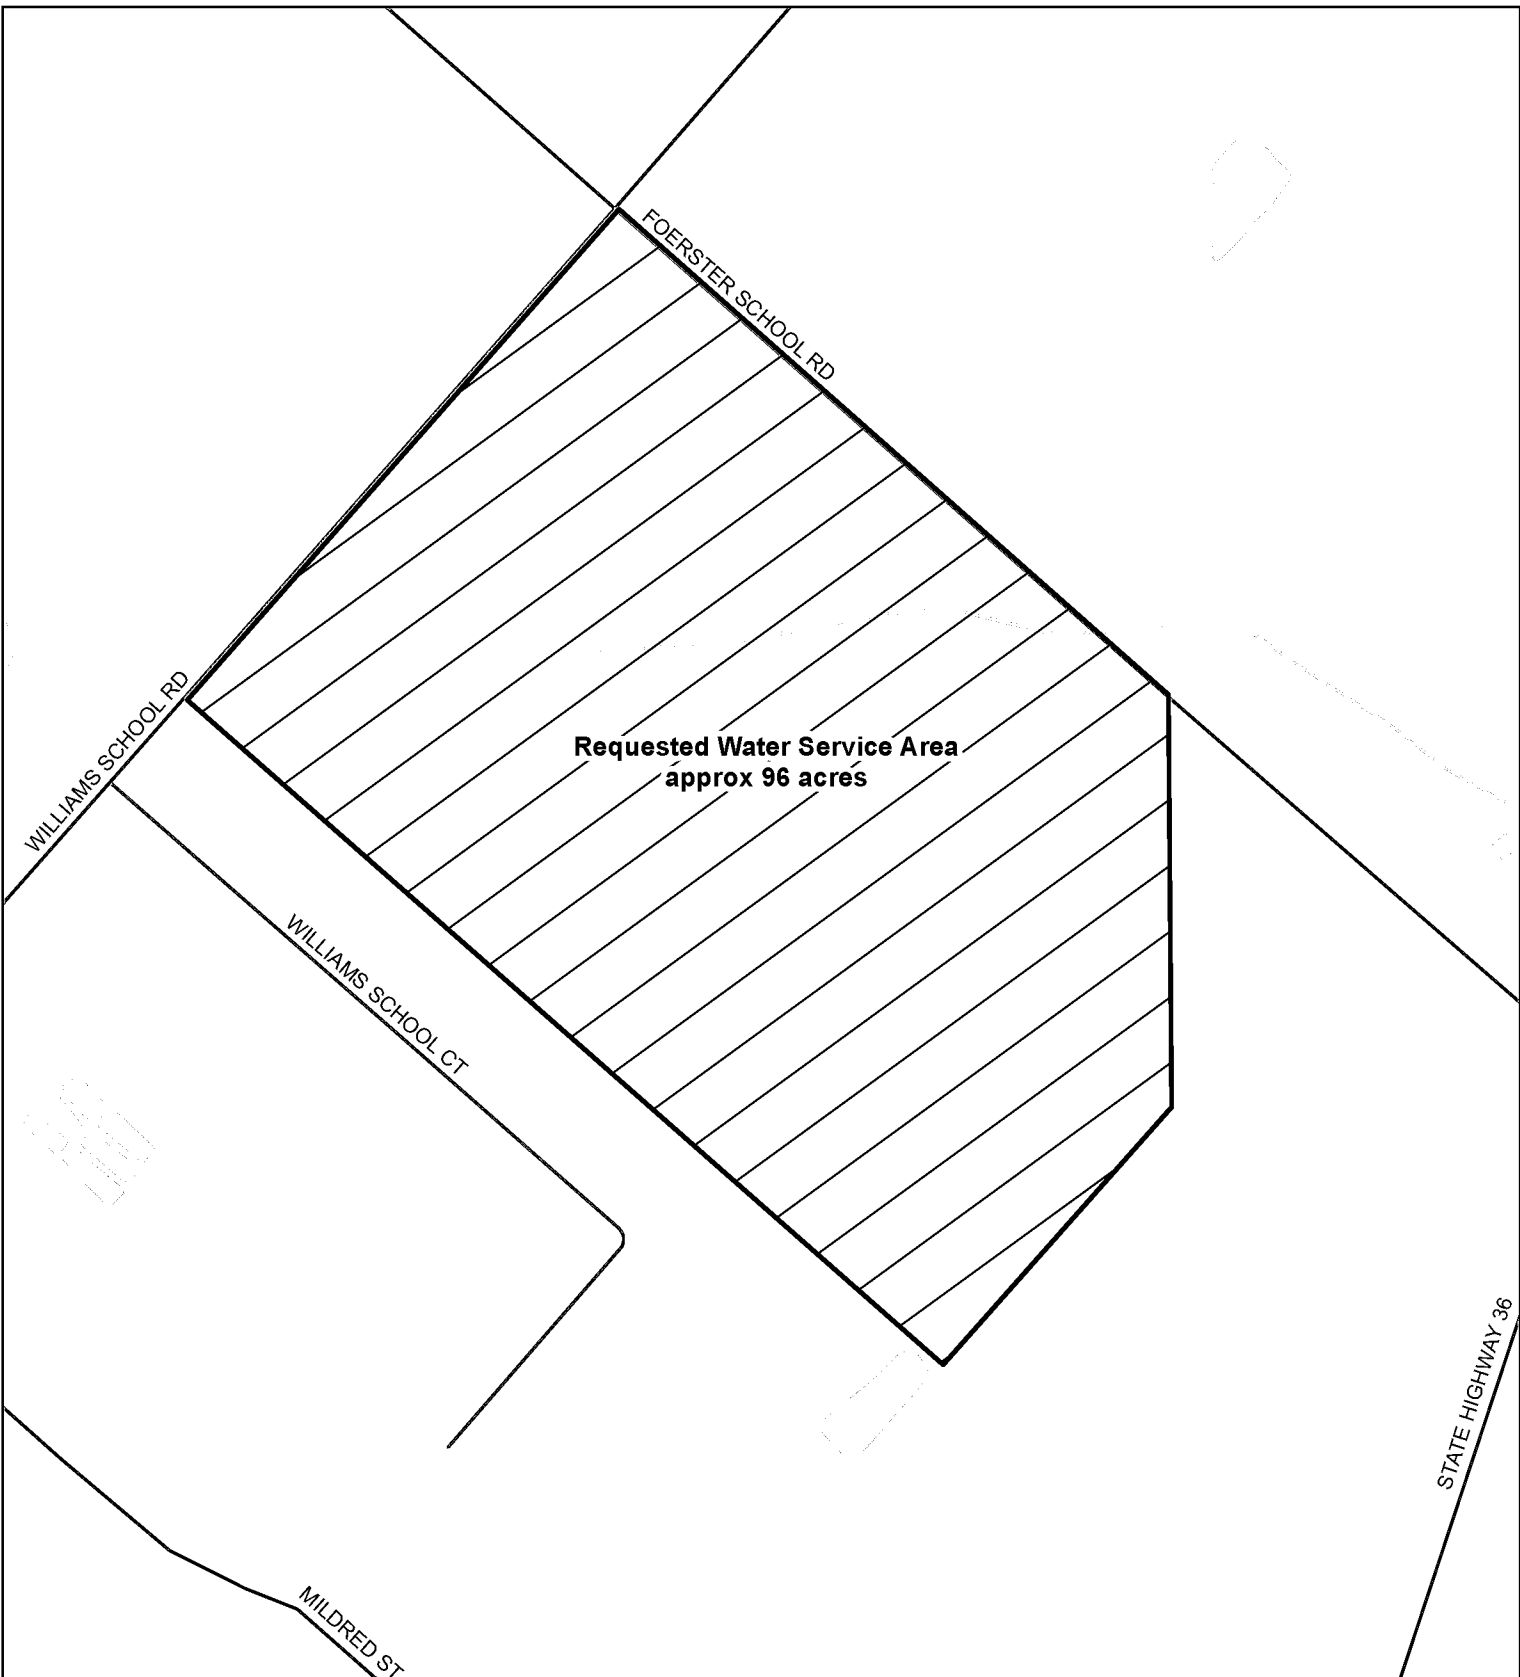 FOERSTER SCHOOL RD
WILLIAMS SCHOOL RD
Requested Water Service Area
approx 96 acres
WILLIAMS SCHOOL CT
STATE HIGHWAY 36
MILDRED ST